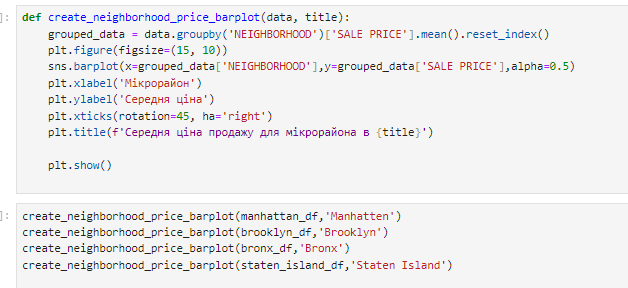 ]:
def create_neighborhood_price_barplot(data, title):
    grouped_data = data.groupby('NEIGHBORHOOD')['SALE PRICE'].mean().reset_index()
    plt.figure(figsize=(15, 10))
    sns.barplot(x=grouped_data['NEIGHBORHOOD'],y=grouped_data['SALE PRICE'],alpha=0.5)
    plt.xlabel('Мікрорайон')
    plt.ylabel('Середня ціна')
    plt.xticks(rotation=45, ha='right')
    plt.title(f'Середня ціна продажу для мікрорайона в {title}')
    plt.show()
]:
create_neighborhood_price_barplot(manhattan_df,'Manhatten')
create_neighborhood_price_barplot(brooklyn_df,'Brooklyn')
create_neighborhood_price_barplot(bronx_df,'Bronx')
create_neighborhood_price_barplot(staten_island_df,'Staten Island')